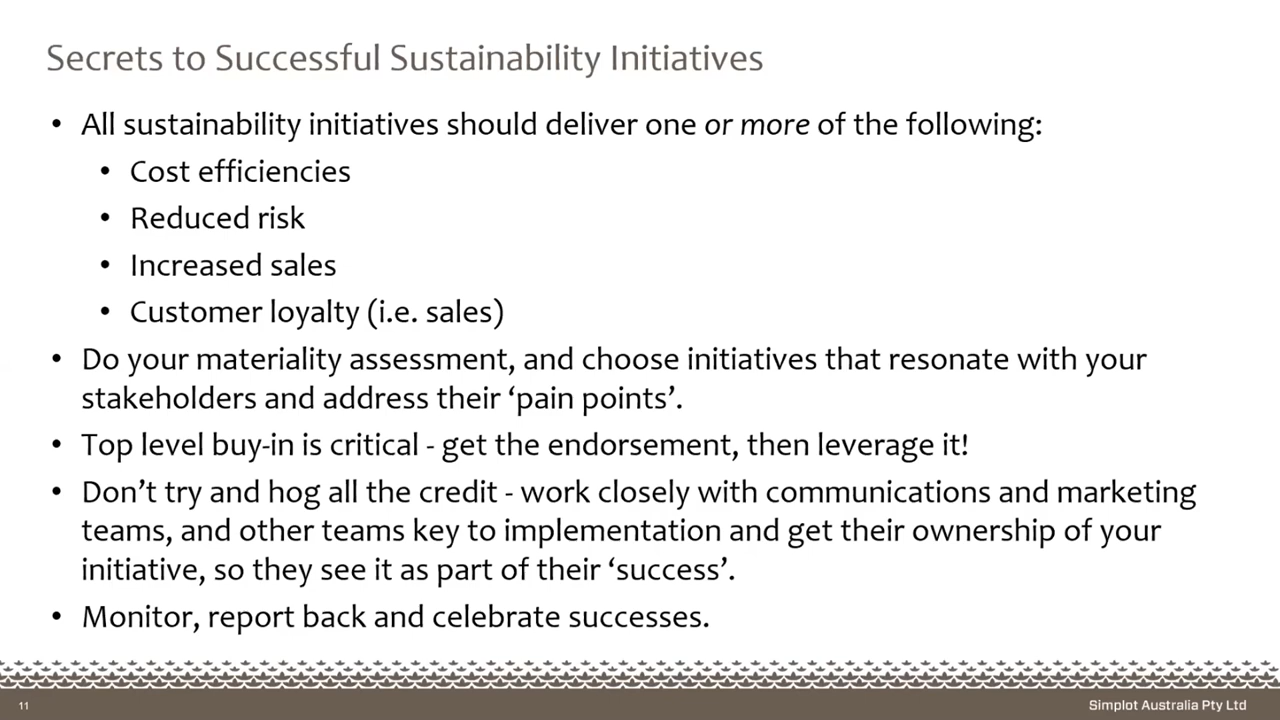 Secrets to Successful Sustainability Initiatives
• All sustainability initiatives should deliver one or more of the following:
• Cost efficiencies
• Reduced risk
• Increased sales
• Customer loyalty (i.e. sales)
• Do your materiality assessment, and choose initiatives that resonate with your
stakeholders and address their ‘pain points’.
• Top level buy-in is critical - get the endorsement, then leverage it!
• Don’t try and hog all the credit - work closely with communications and marketing
teams, and other teams key to implementation and get their ownership of your
initiative, so they see it as part of their ‘success’.
• Monitor, report back and celebrate successes.
11
Simplot Australia Pty Ltd